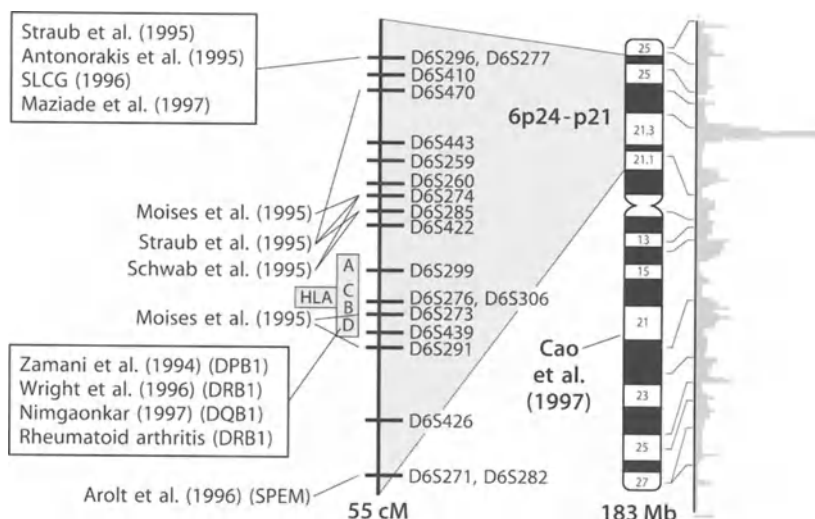 Straub et al. (1995)
Antonorakis et al. (1995)
SLCG (1996)
Maziade et al. (1997)
Moises et al. (1995)
Straub et al. (1995)
Schwab et al. (1995)
HLA
A
C
B
D
Moises et al. (1995)
Zamani et al. (1994) (DPB1)
Wright et al. (1996) (DRB1)
Nimgaonkar (1997) (DQB1)
Rheumatoid arthritis (DRB1)
Arolt et al. (1996) (SPEM)
D6S296, D6S277
D6S410
D6S470
D6S443
D6S259
D6S260
D6S274
D6S285
D6S422
D6S299
D6S276, D6S306
D6S273
D6S439
D6S291
D6S426
D6S271, D6S282
55 cM
6p24-p21
Cao
et al.
(1997)
25
25
21.3
21.1
13
15
21
23
25
27
183 Mb